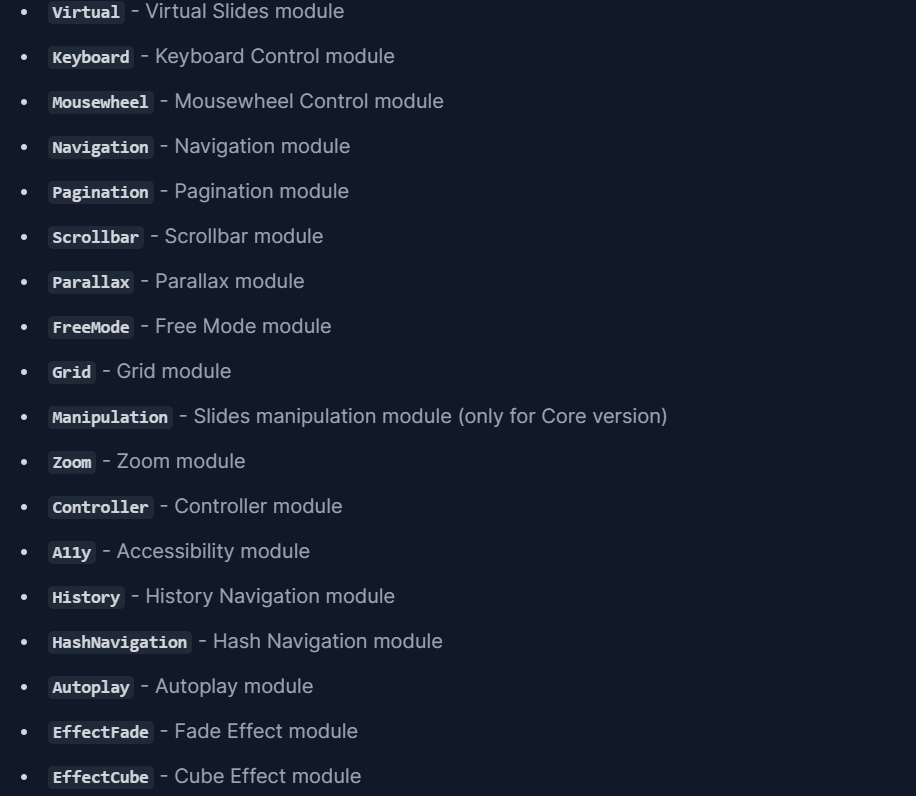 • Virtual - Virtual Slides module
• Keyboard - Keyboard Control module
• Mousewheel - Mousewheel Control module
• Navigation - Navigation module
• Pagination - Pagination module
• Scrollbar - Scrollbar module
• Parallax - Parallax module
• FreeMode - Free Mode module
• Grid - Grid module
• Manipulation - Slides manipulation module (only for Core version)
• Zoom - Zoom module
• Controller - Controller module
• A11y - Accessibility module
• History - History Navigation module
• HashNavigation - Hash Navigation module
• Autoplay - Autoplay module
• EffectFade - Fade Effect module
• EffectCube - Cube Effect module